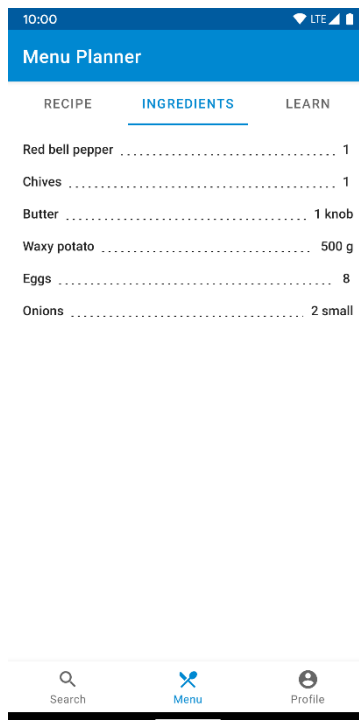 10:00 LTE
Menu Planner
RECIPE INGREDIENTS LEARN
Red bell pepper 1
Chives 1
Butter 1 knob
Waxy potato 500 g
Eggs 8
Onions 2 small
Search Menu Profile